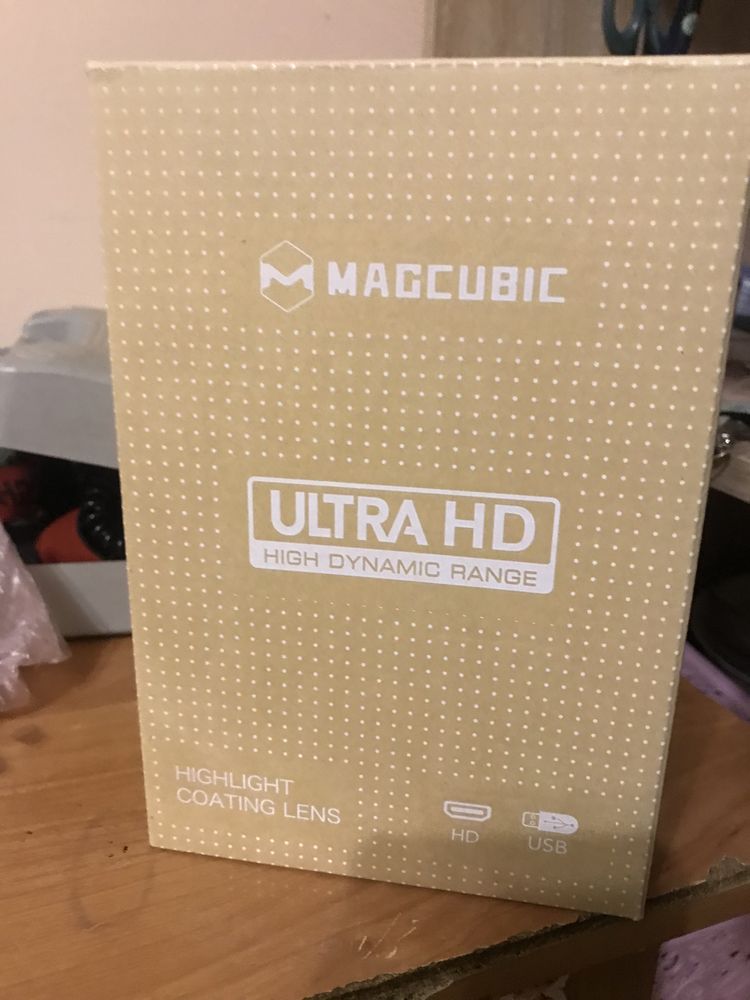 MAGCUBIC
ULTRA HD
HIGH DYNAMIC RANGE
HIGHLIGHT
COATING LENS
HD
USB